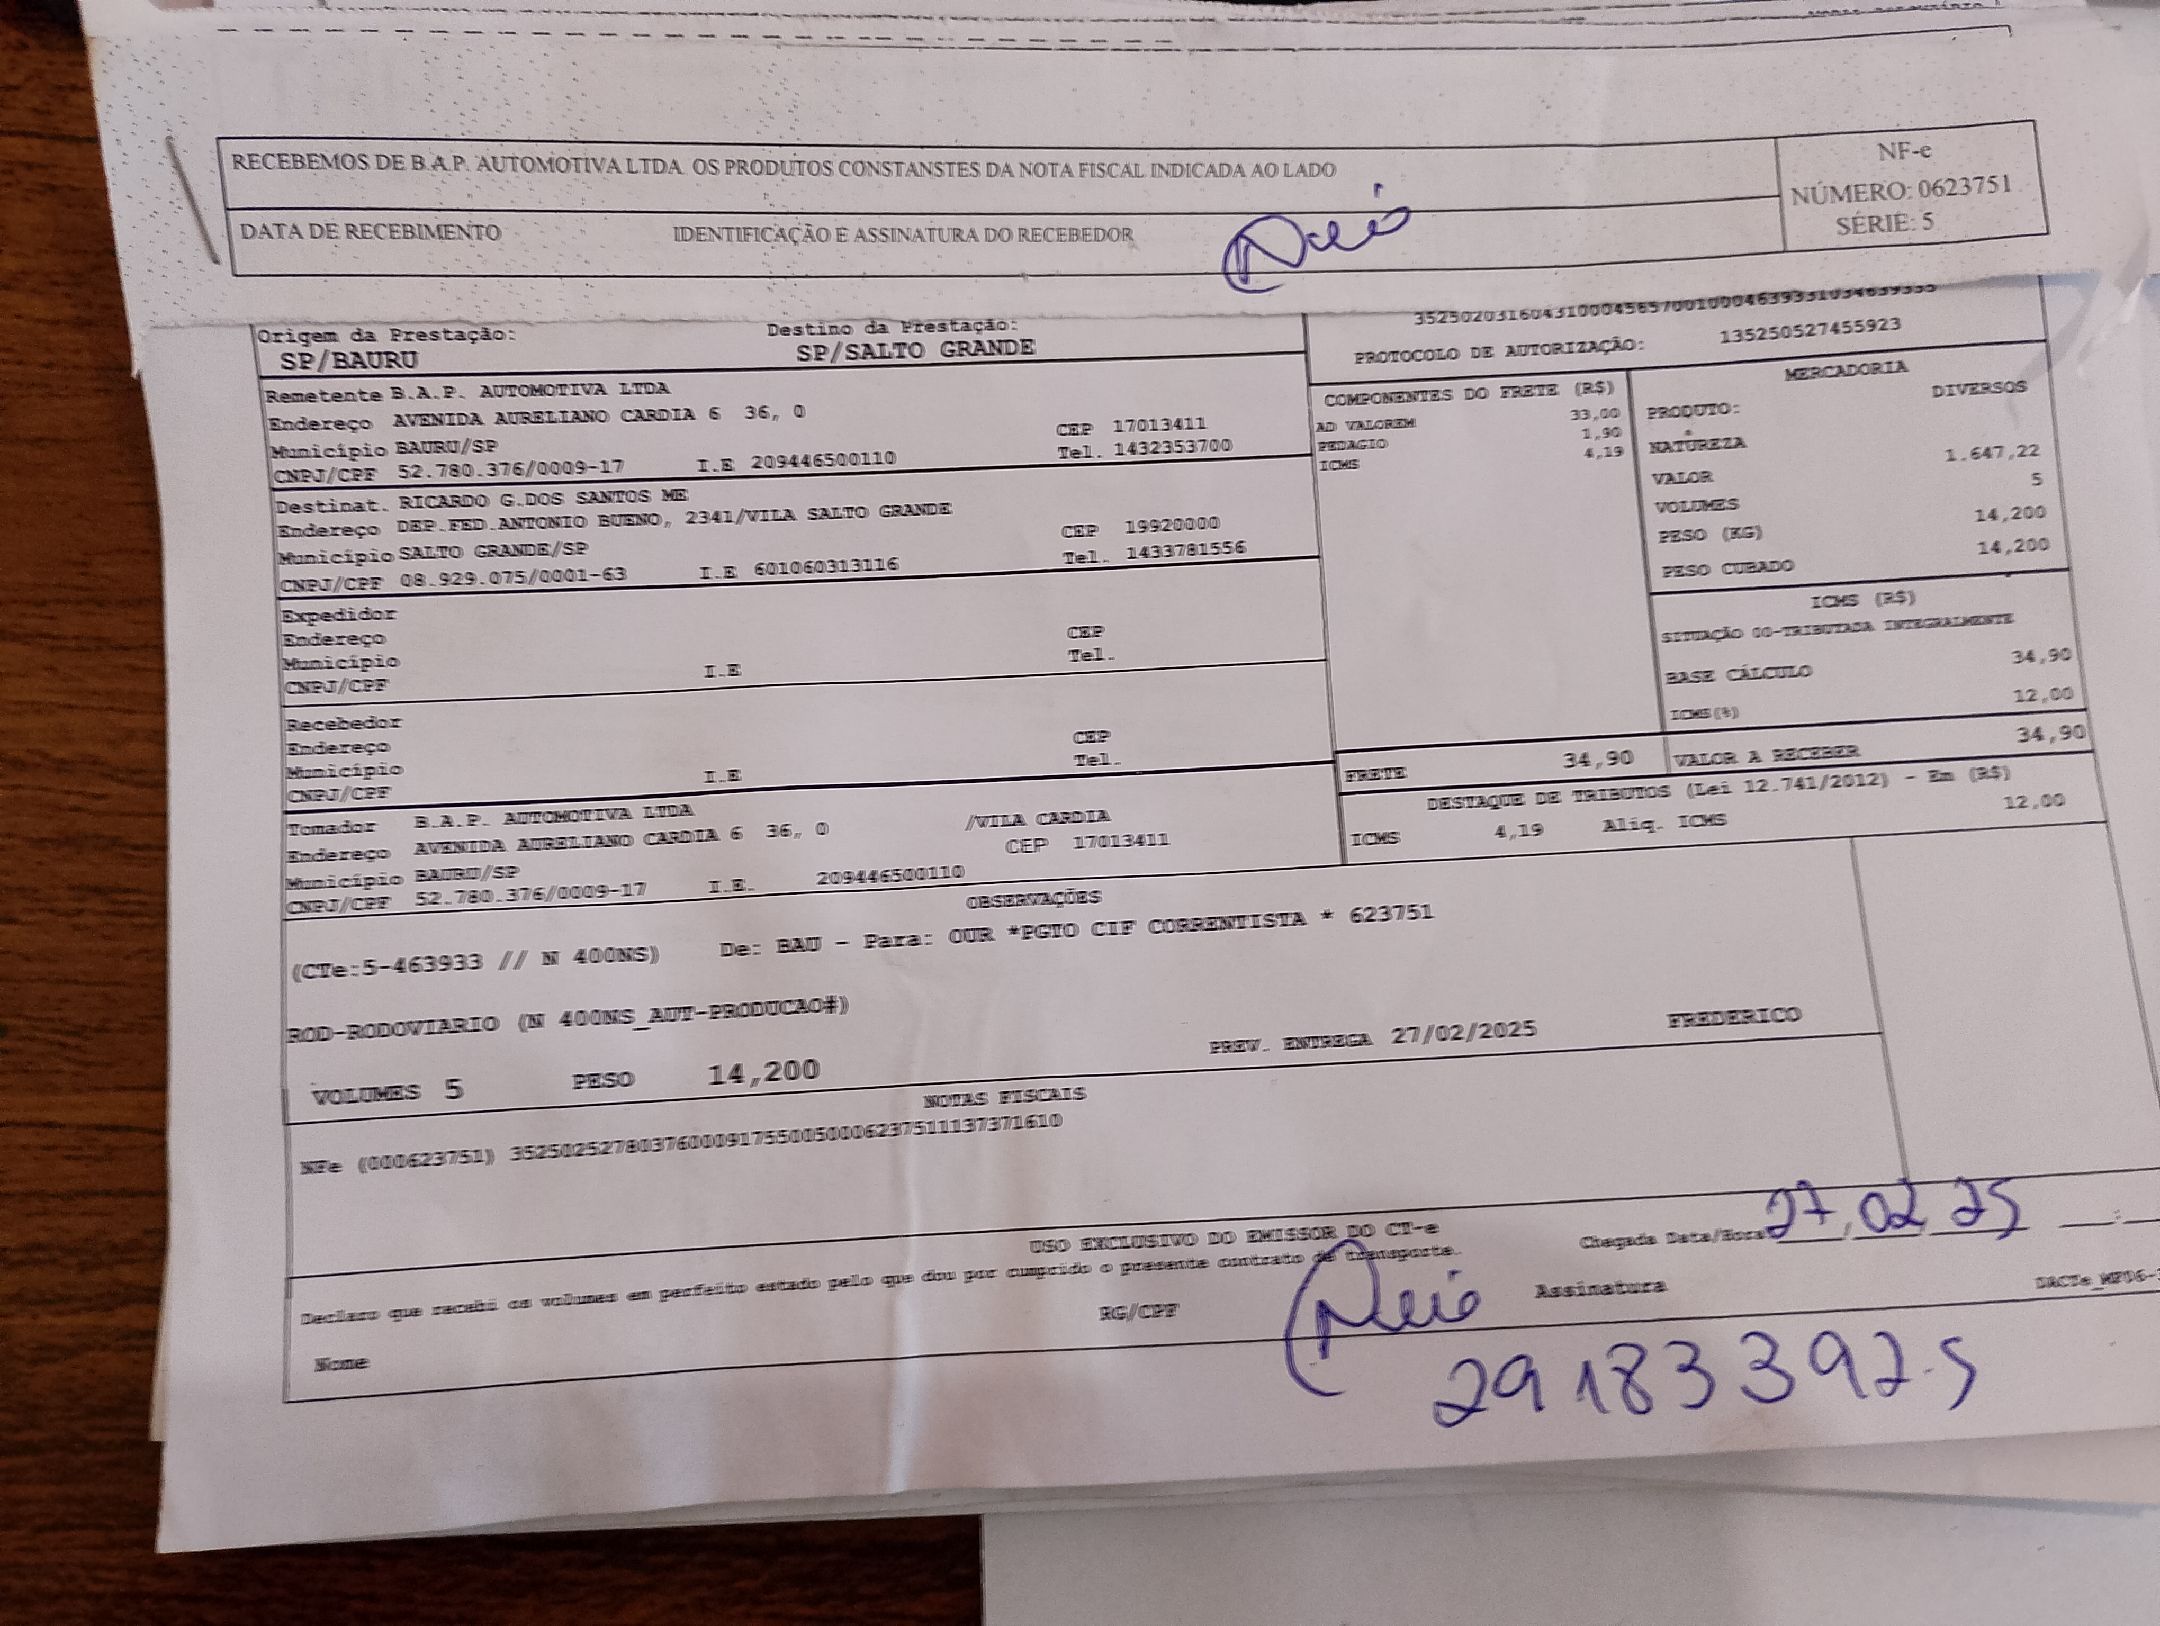 RECEBEMOS DE B.A.P. AUTOMOTIVA LTDA OS PRODUTOS CONSTANSTES DA NOTA FISCAL INDICADA AO LADO
NF-e
NÚMERO: 0623751
SÉRIE: 5
DATA DE RECEBIMENTO IDENTIFICAÇÃO E ASSINATURA DO RECEBEDOR
Origem da Prestação: Destino da Prestação:
SP/BAURU SP/SALTO GRANDE
PROTOCOLO DE AUTORIZAÇÃO: 135250527455923
Remetente B.A.P. AUTOMOTIVA LTDA
Endereço AVENIDA AURELIANO CARDIA 6 36, 0
Município BAURU/SP CEP 17013411
CNPJ/CPF 52.780.376/0009-17 I.E 209446500110 Tel. 1432353700
Destinat. RICARDO G.DOS SANTOS ME
Endereço DEP.FED.ANTONIO BUENO, 2341/VILA SALTO GRANDE
Município SALTO GRANDE/SP CEP 19920000
CNPJ/CPF 08.929.075/0001-63 I.E 601060313116 Tel. 1433781556
Expedidor
Endereço
Município CEP
CNPJ/CPF I.E Tel.
Recebedor
Endereço
Município CEP
CNPJ/CPF I.E Tel.
Tomador B.A.P. AUTOMOTIVA LTDA
Endereço AVENIDA AURELIANO CARDIA 6 36, 0 /VILA CARDIA
Município BAURU/SP CEP 17013411
CNPJ/CPF 52.780.376/0009-17 I.E. 209446500110
COMPONENTES DO FRETE (R$)
AD VALOREM 33,00
PEDAGIO 1,90
ICMS 4,19
MERCADORIA
PRODUTO: DIVERSOS
NATUREZA
VALOR 1.647,22
VOLUMES 5
PESO (KG) 14,200
PESO CUBADO 14,200
ICMS (R$)
SITUAÇÃO 00-TRIBUTADA INTEGRALMENTE
BASE CÁLCULO 34,90
ICMS(%) 12,00
FRETE 34,90 VALOR A RECEBER 34,90
DESTAQUE DE TRIBUTOS (Lei 12.741/2012) - Em (R$)
ICMS 4,19 Aliq. ICMS 12,00
OBSERVAÇÕES
(CTe:5-463933 // N 400NS) De: BAU - Para: OUR *PGTO CIF CORRENTISTA * 623751
ROD-RODOVIARIO (N 400NS_AUT-PRODUCAO#)
VOLUMES 5 PESO 14,200 PREV. ENTREGA 27/02/2025 FREDERICO
NOTAS FISCAIS
NFe (000623751) 35250252780376000917550050006237511137371610
USO EXCLUSIVO DO EMISSOR DO CT-e
Chegada Data/Hora 27/02/25 __:__
Declaro que recebi os volumes em perfeito estado pelo que dou por cumprido o presente contrato de transporte.
Nome RG/CPF Assinatura
29183392-5